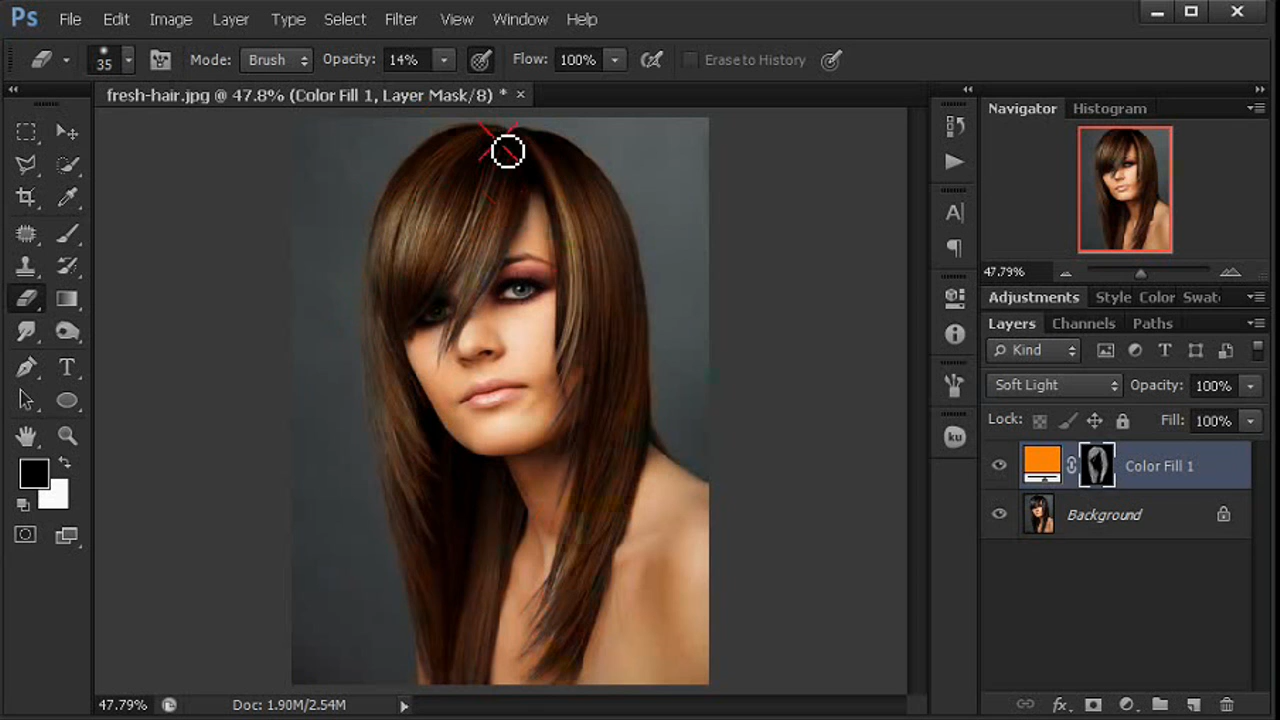 Ps File Edit Image Layer Type Select Filter View Window Help
35 Mode: Brush Opacity: 14% Flow: 100% Erase to History
fresh-hair.jpg @ 47.8% (Color Fill 1, Layer Mask/8) * ×
Navigator Histogram
47.79%
Adjustments Style Color Swat
Layers Channels Paths
Kind
Soft Light Opacity: 100%
Lock: Fill: 100%
Color Fill 1
Background
ku
47.79% Doc: 1.90M/2.54M